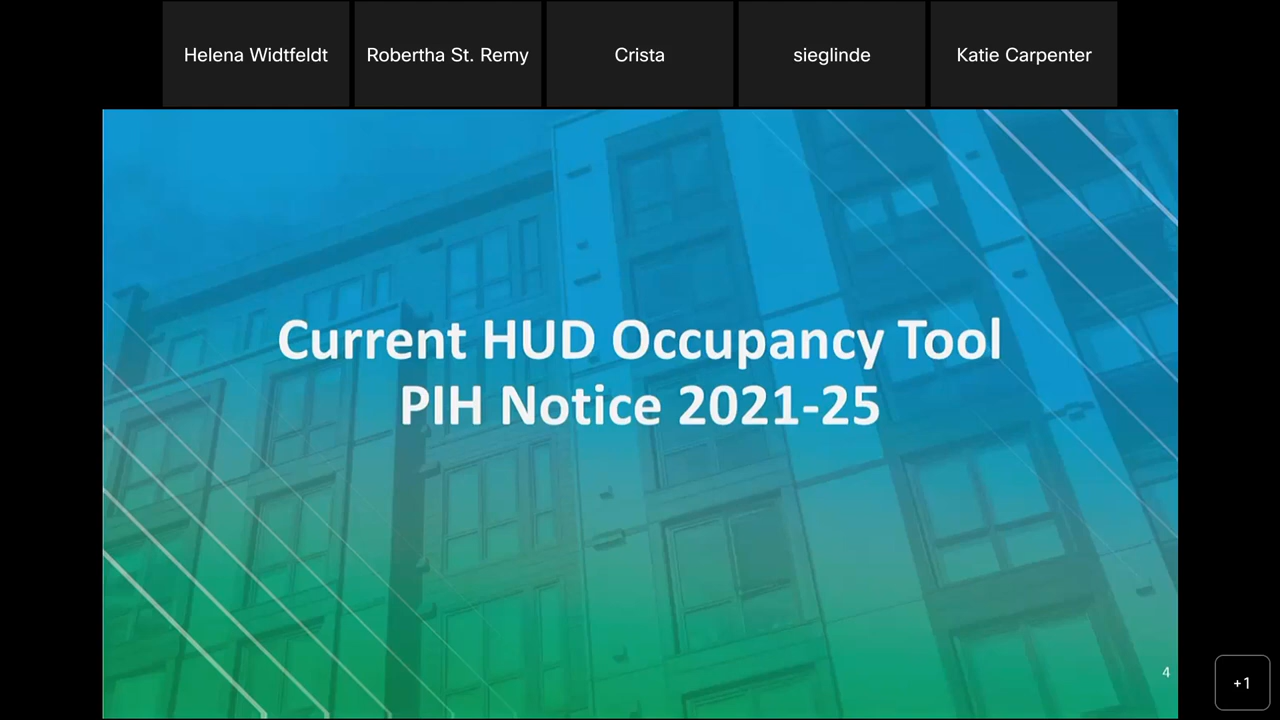 Helena Widtfeldt
Robertha St. Remy
Crista
sieglinde
Katie Carpenter
Current HUD Occupancy Tool
PIH Notice 2021-25
4
+1